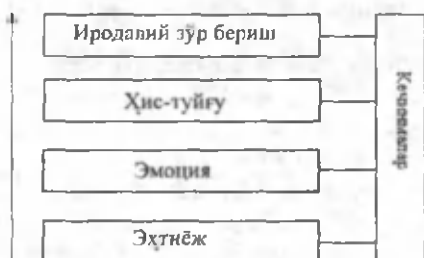 Иродавий зўр бериш
Ҳис-туйғу
Эмоция
Эҳтиёж
Кечинмалар